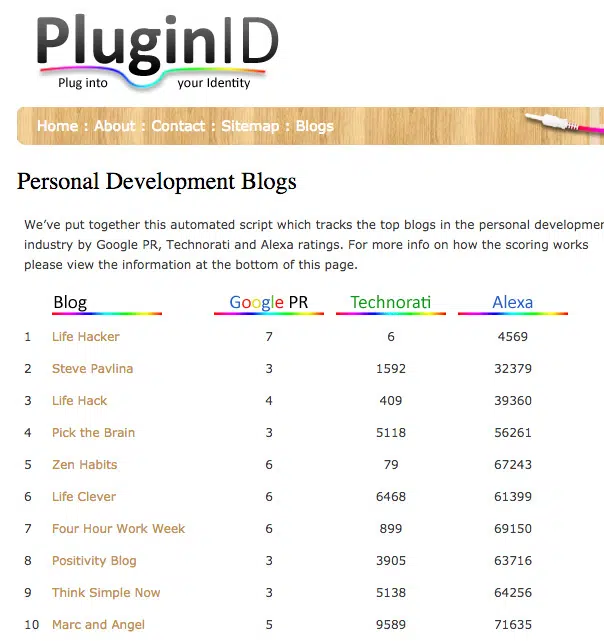 PluginID
Plug into your Identity
Home : About : Contact : Sitemap : Blogs
Personal Development Blogs
We’ve put together this automated script which tracks the top blogs in the personal
industry by Google PR, Technorati and Alexa ratings. For more info on how the scoring works
please view the information at the bottom of this page.
Blog Google PR Technorati Alexa
1 Life Hacker 7 6 4569
2 Steve Pavlina 3 1592 32379
3 Life Hack 4 409 39360
4 Pick the Brain 3 5118 56261
5 Zen Habits 6 79 67243
6 Life Clever 6 6468 61399
7 Four Hour Work Week 6 899 69150
8 Positivity Blog 3 3905 63716
9 Think Simple Now 3 5138 64256
10 Marc and Angel 5 9589 71635